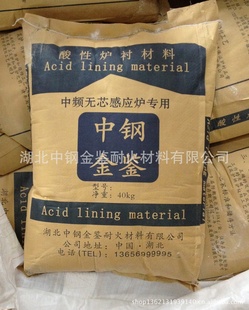 酸性炉衬材料
Acid lining material
中频无芯感应炉专用
中钢
金鉴
湖北中钢金鉴耐火材料有限公司
型号：
净重：40kg
Acid lining material
湖北中钢金鉴耐火材料有限公司
公司地址：中国·湖北
电话(TEL)：13656999995